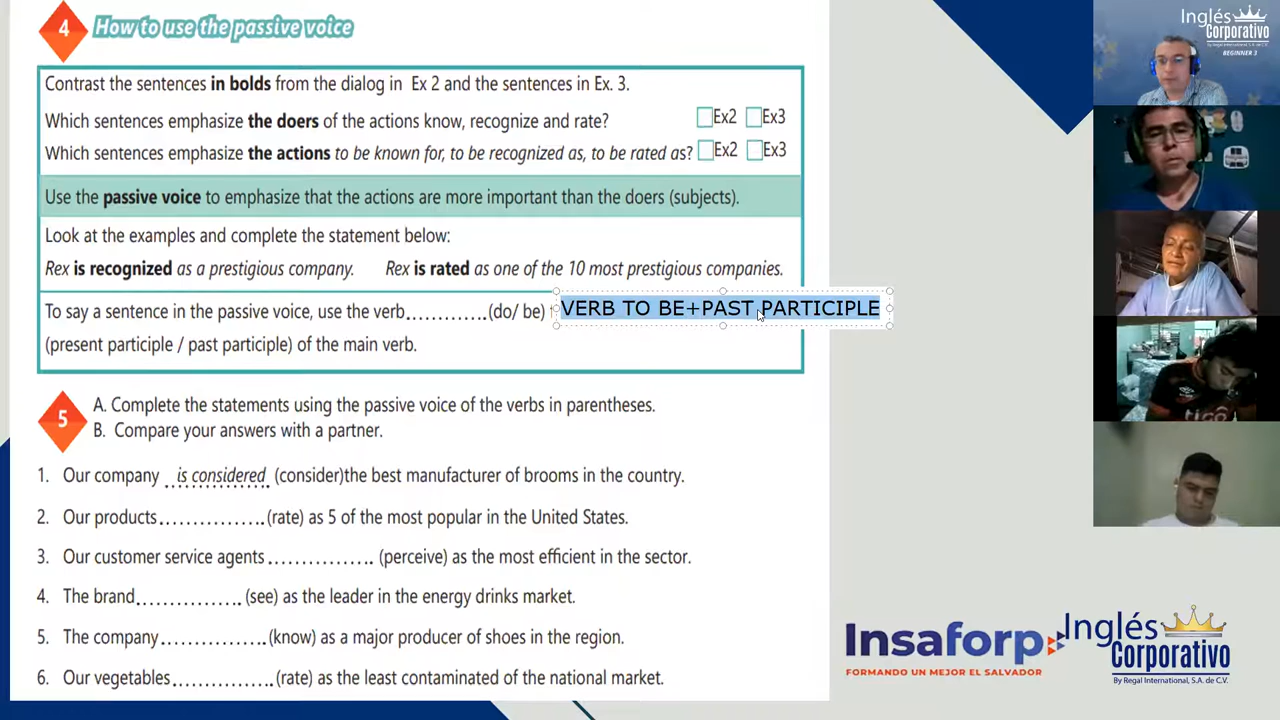 4 How to use the passive voice
Contrast the sentences in bolds from the dialog in Ex 2 and the sentences in Ex. 3.
Which sentences emphasize the doers of the actions know, recognize and rate? Ex2 Ex3
Which sentences emphasize the actions to be known for, to be recognized as, to be rated as? Ex2 Ex3
Use the passive voice to emphasize that the actions are more important than the doers (subjects).
Look at the examples and complete the statement below:
Rex is recognized as a prestigious company. Rex is rated as one of the 10 most prestigious companies.
To say a sentence in the passive voice, use the verb.............(do/ be) VERB TO BE+PAST PARTICIPLE
(present participle / past participle) of the main verb.
5 A. Complete the statements using the passive voice of the verbs in parentheses.
B. Compare your answers with a partner.
1. Our company is considered (consider)the best manufacturer of brooms in the country.
2. Our products................(rate) as 5 of the most popular in the United States.
3. Our customer service agents ................ (perceive) as the most efficient in the sector.
4. The brand................ (see) as the leader in the energy drinks market.
5. The company................(know) as a major producer of shoes in the region.
6. Our vegetables...............(rate) as the least contaminated of the national market.
Inglés
Corporativo
By Regal International, S.A. de C.V.
BEGINNER 3
tigo
Insaforp
FORMANDO UN MEJOR EL SALVADOR
Inglés
Corporativo
By Regal International, S.A. de C.V.